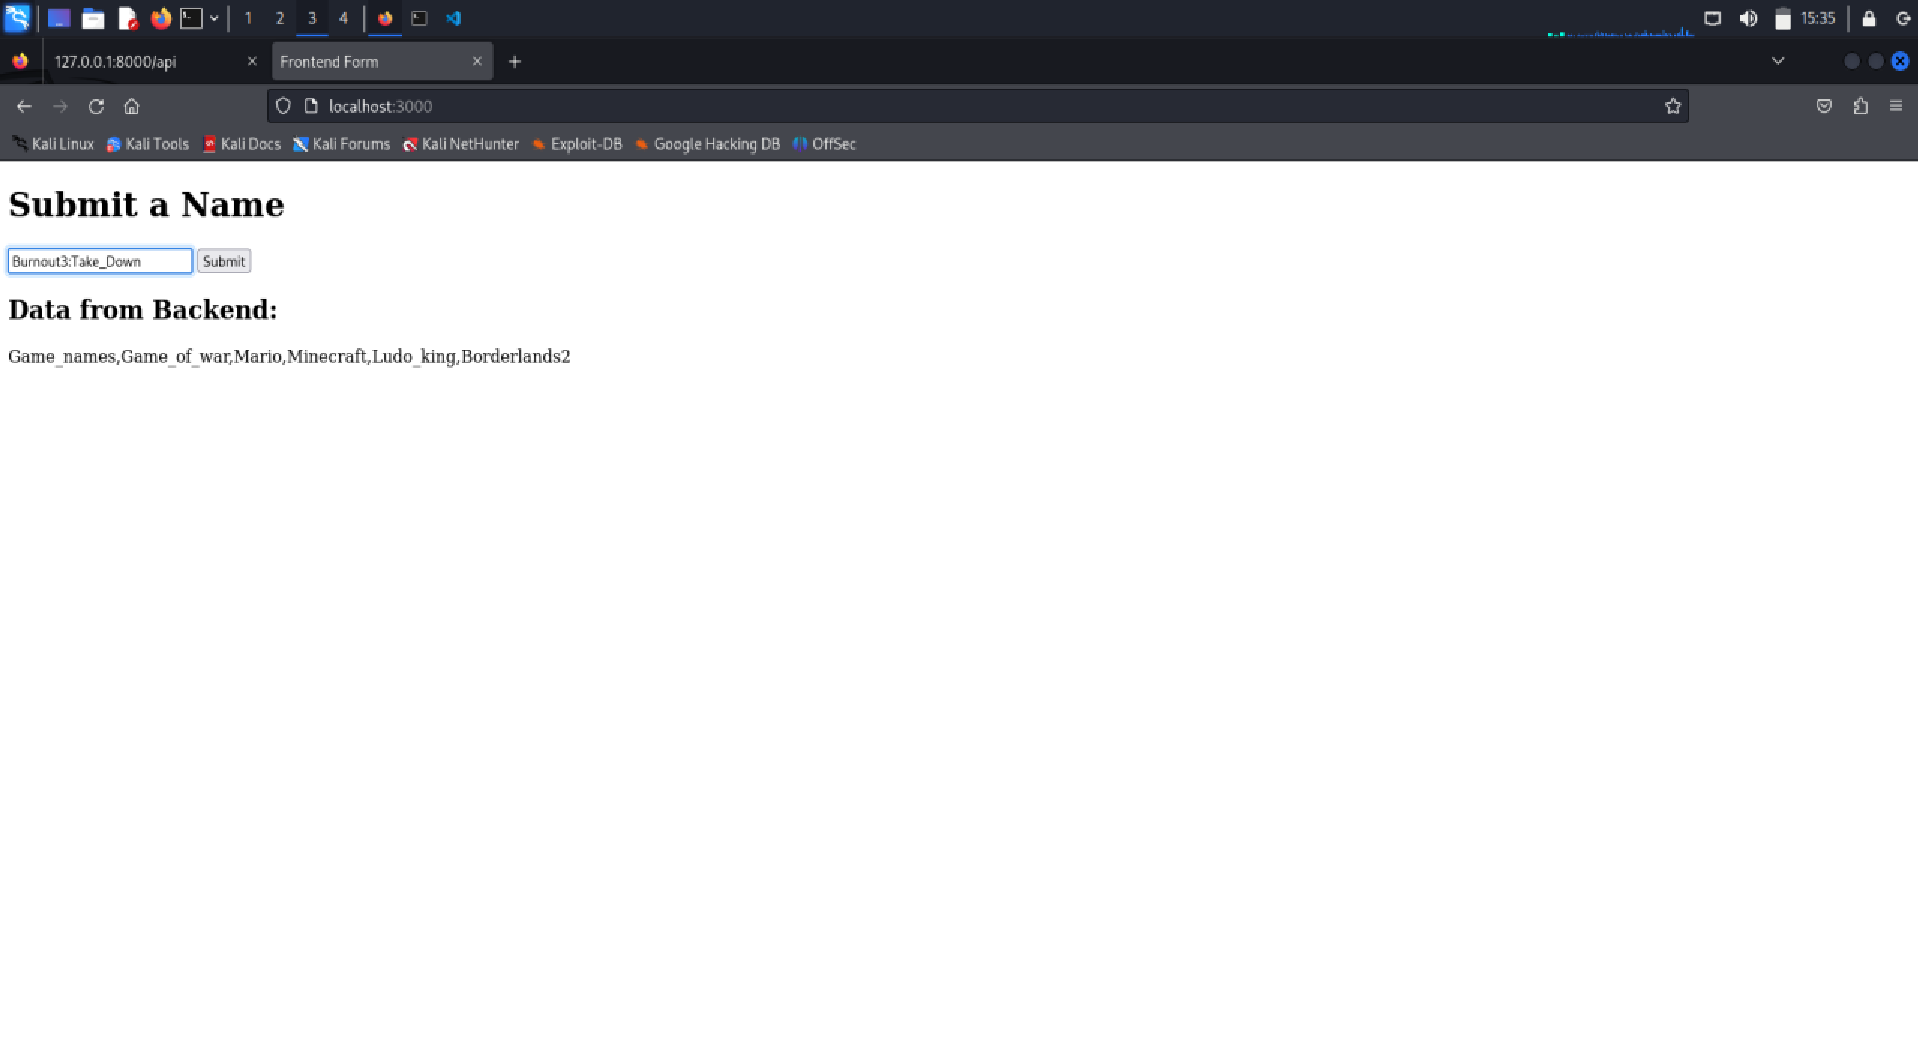 1 2 3 4 15:35
127.0.0.1:8000/api Frontend Form
localhost:3000
Kali Linux Kali Tools Kali Docs Kali Forums Kali NetHunter Exploit-DB Google Hacking DB OffSec
Submit a Name
Burnout3:Take_Down Submit
Data from Backend:
Game_names,Game_of_war,Mario,Minecraft,Ludo_king,Borderlands2